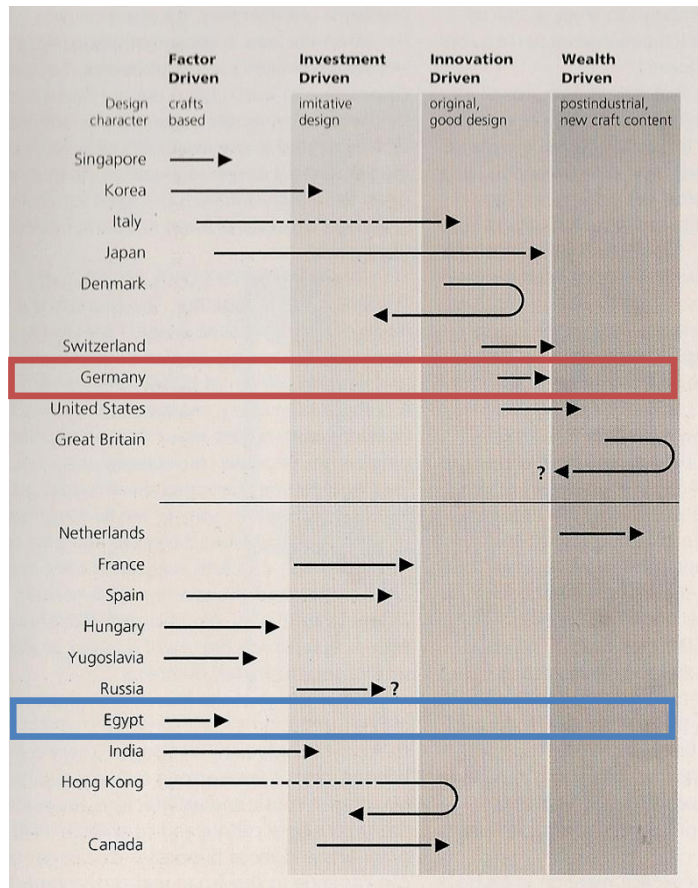 Factor Driven
Investment Driven
Innovation Driven
Wealth Driven
Design character
crafts based
imitative design
original, good design
postindustrial, new craft content
Singapore
Korea
Italy
Japan
Denmark
Switzerland
Germany
United States
Great Britain
?
Netherlands
France
Spain
Hungary
Yugoslavia
Russia
?
Egypt
India
Hong Kong
Canada